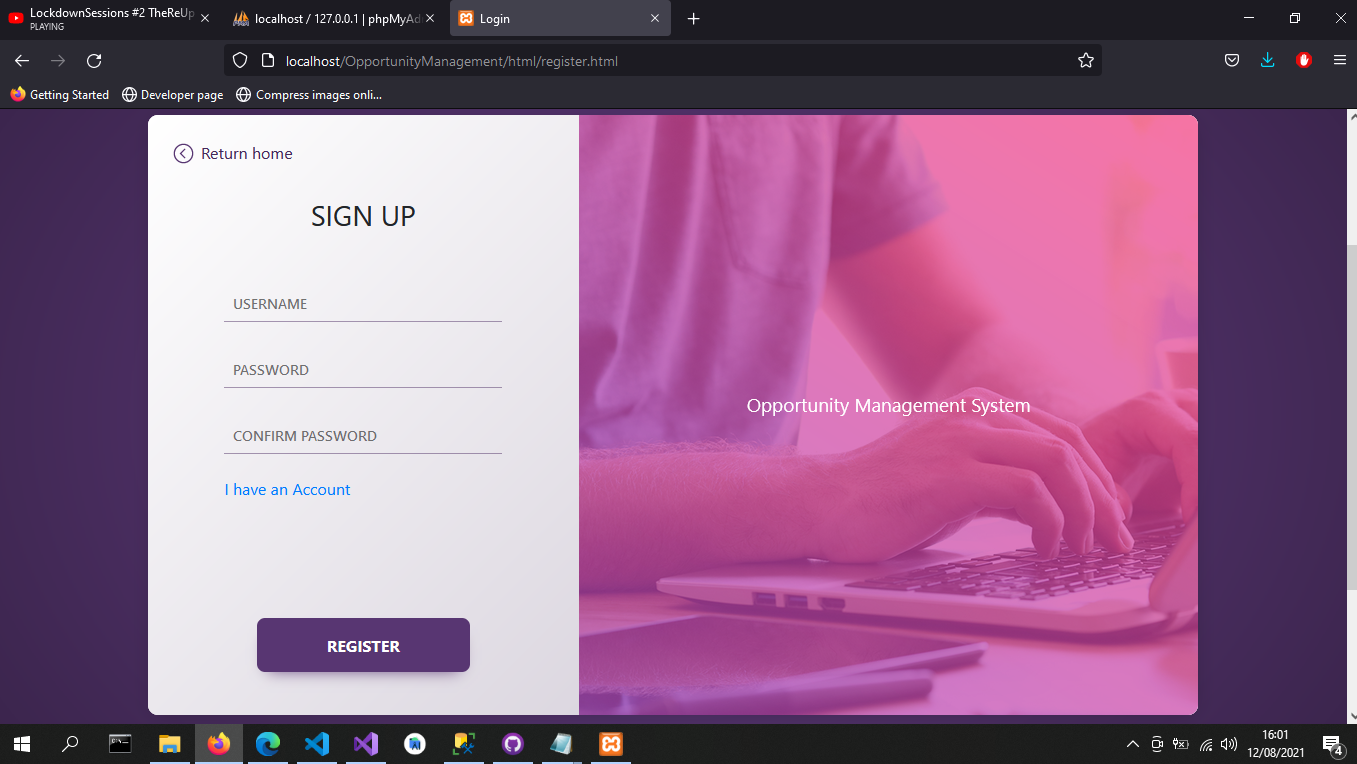 LockdownSessions #2 TheReUp
PLAYING
localhost / 127.0.0.1 | phpMyAd
Login
localhost/OpportunityManagement/html/register.html
Getting Started
Developer page
Compress images onli...
Return home
SIGN UP
USERNAME
PASSWORD
CONFIRM PASSWORD
I have an Account
REGISTER
Opportunity Management System
16:01
12/08/2021
4